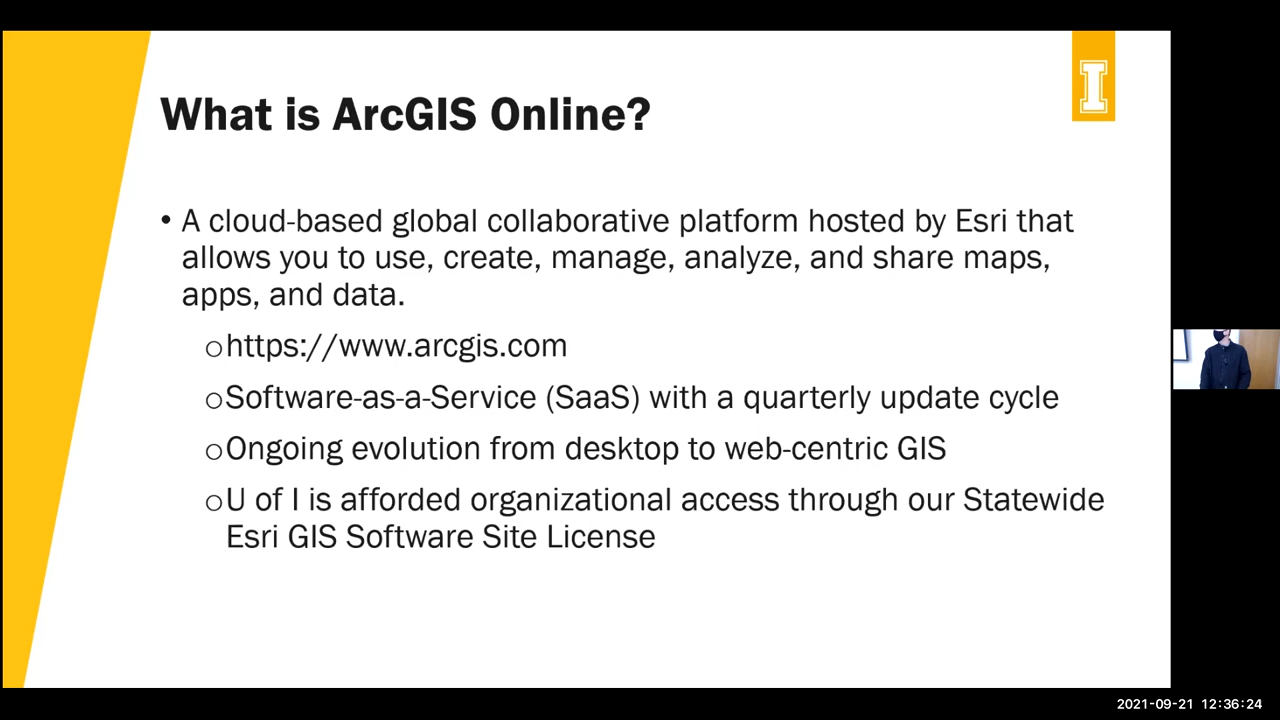 I
What is ArcGIS Online?
• A cloud-based global collaborative platform hosted by Esri that
allows you to use, create, manage, analyze, and share maps,
apps, and data.
○https://www.arcgis.com
○Software-as-a-Service (SaaS) with a quarterly update cycle
○Ongoing evolution from desktop to web-centric GIS
○U of I is afforded organizational access through our Statewide
Esri GIS Software Site License
2021-09-21 12:36:24